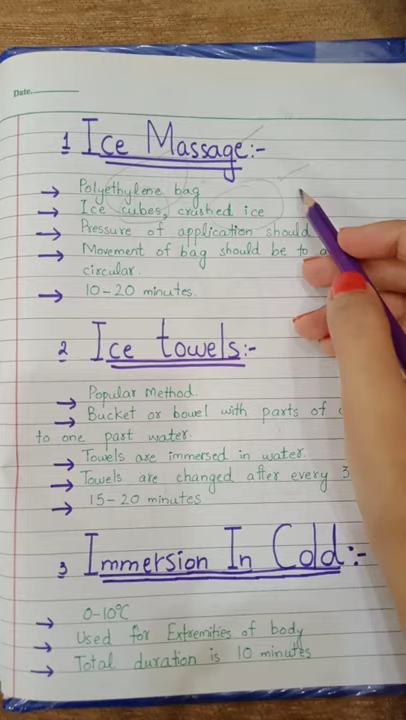 Date.
1 Ice Massage:-
→ Polyethylene bag
→ Ice cubes, crushed ice
→ Pressure of application should
→ Movement of bag should be to a
circular.
→ 10-20 minutes.
2 Ice towels:-
→ Popular Method.
→ Bucket or bowel with parts of
to one part water.
→ Towels are immersed in water.
→ Towels are changed after every 3
→ 15-20 minutes
3 Immersion In Cold:-
→ 0-10°C
→ Used for Extremities of body
→ Total duration is 10 minutes